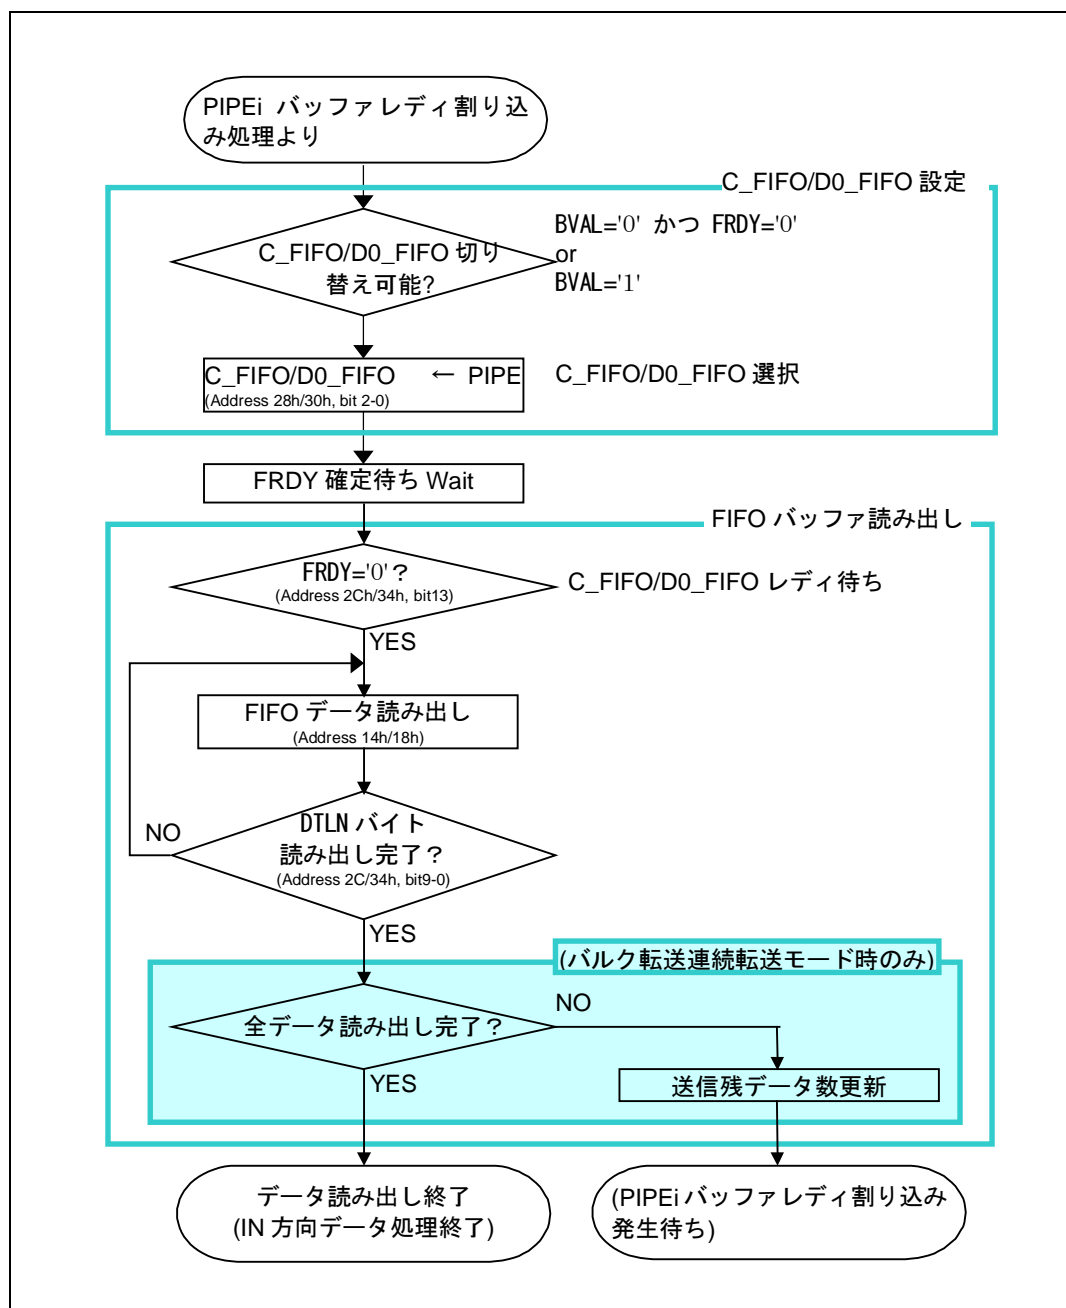 PIPEi バッファレディ割り込
み処理より
C_FIFO/D0_FIFO 設定
C_FIFO/D0_FIFO 切り
替え可能?
BVAL='0' かつ FRDY='0'
or
BVAL='1'
C_FIFO/D0_FIFO ← PIPE
(Address 28h/30h, bit 2-0)
C_FIFO/D0_FIFO 選択
FRDY 確定待ち Wait
FIFO バッファ読み出し
FRDY='0'？
(Address 2Ch/34h, bit13)
C_FIFO/D0_FIFO レディ待ち
YES
FIFO データ読み出し
(Address 14h/18h)
NO
DTLN バイト
読み出し完了？
(Address 2C/34h, bit9-0)
YES
(バルク転送連続転送モード時のみ)
全データ読み出し完了？
NO
YES
送信残データ数更新
データ読み出し終了
(IN 方向データ処理終了)
(PIPEi バッファレディ割り込み
発生待ち)